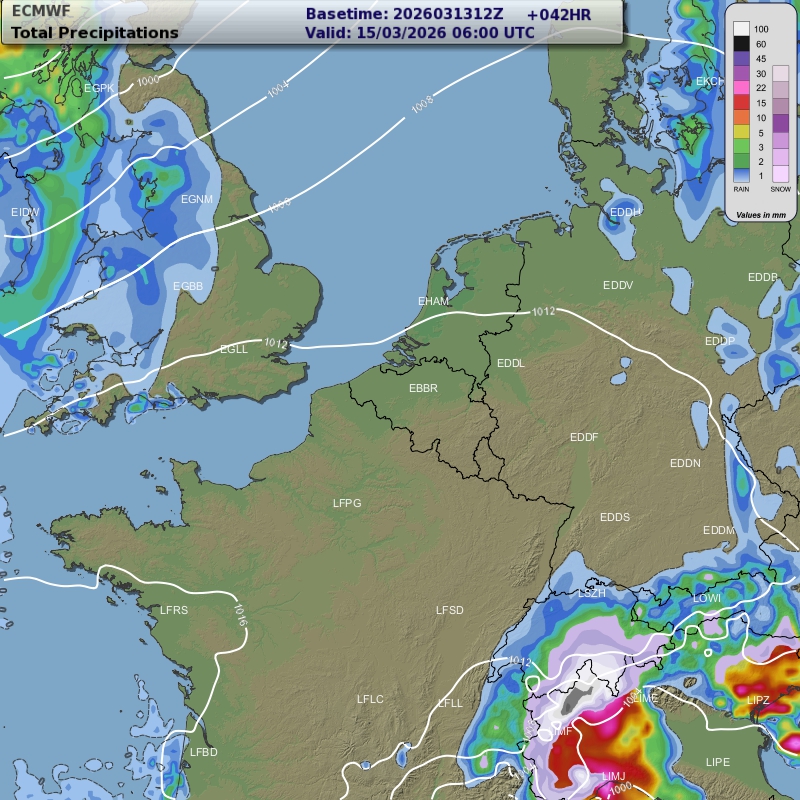 ECMWF
Basetime: 2026031312Z +042HR
Total Precipitations
Valid: 15/03/2026 06:00 UTC
100
60
45
30
22
15
10
5
3
2
1
RAIN
SNOW
Values in mm
EGPK
1000
1004
1008
EKCH
EIDW
EGNM
1008
EDDH
EGBB
EHAM
EDDV
EDDB
1012
1012
EGLL
EDDP
EDDL
EBBR
EDDF
EDDN
LFPG
EDDS
EDDM
LSZH
LOWI
LFRS
1016
LFSD
1012
LFLC
LFLL
LIPZ
LFBD
LIPE
LIMJ
1000